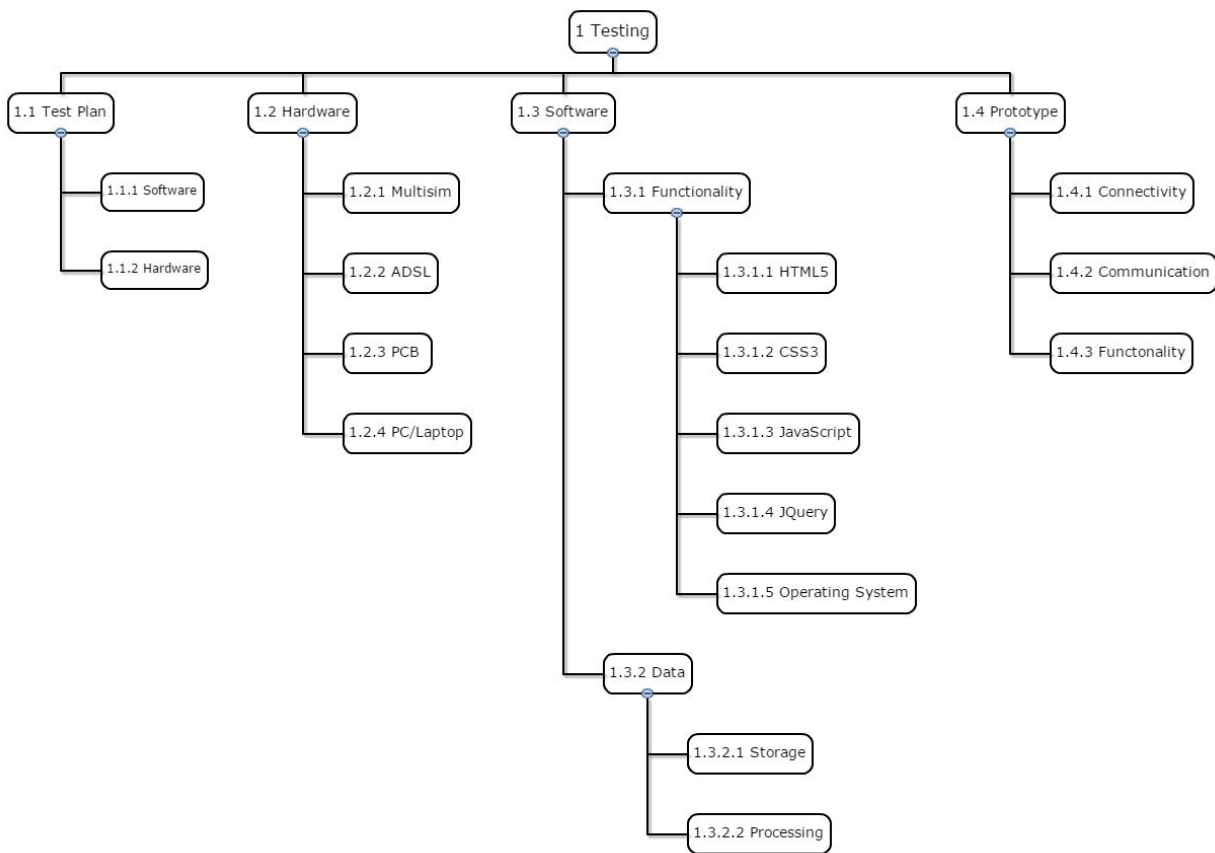 1 Testing
1.1 Test Plan
1.1.1 Software
1.1.2 Hardware
1.2 Hardware
1.2.1 Multisim
1.2.2 ADSL
1.2.3 PCB
1.2.4 PC/Laptop
1.3 Software
1.3.1 Functionality
1.3.1.1 HTML5
1.3.1.2 CSS3
1.3.1.3 JavaScript
1.3.1.4 JQuery
1.3.1.5 Operating System
1.3.2 Data
1.3.2.1 Storage
1.3.2.2 Processing
1.4 Prototype
1.4.1 Connectivity
1.4.2 Communication
1.4.3 Functonality